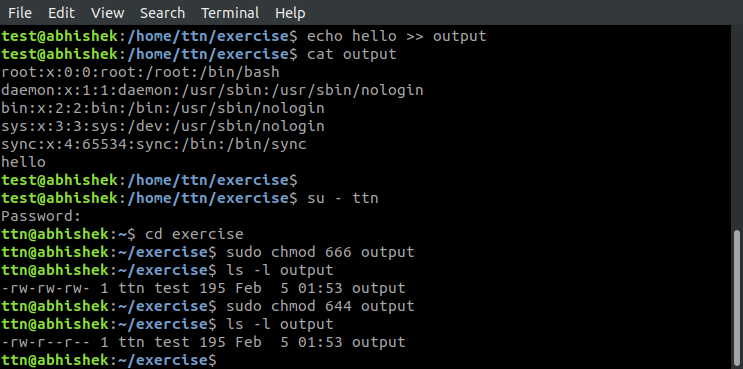 File Edit View Search Terminal Help
test@abhishek:/home/ttn/exercise$ echo hello >> output
test@abhishek:/home/ttn/exercise$ cat output
root:x:0:0:root:/root:/bin/bash
daemon:x:1:1:daemon:/usr/sbin:/usr/sbin/nologin
bin:x:2:2:bin:/bin:/usr/sbin/nologin
sys:x:3:3:sys:/dev:/usr/sbin/nologin
sync:x:4:65534:sync:/bin:/bin/sync
hello
test@abhishek:/home/ttn/exercise$
test@abhishek:/home/ttn/exercise$ su - ttn
Password:
ttn@abhishek:~$ cd exercise
ttn@abhishek:~/exercise$ sudo chmod 666 output
ttn@abhishek:~/exercise$ ls -l output
-rw-rw-rw- 1 ttn test 195 Feb  5 01:53 output
ttn@abhishek:~/exercise$ sudo chmod 644 output
ttn@abhishek:~/exercise$ ls -l output
-rw-r--r-- 1 ttn test 195 Feb  5 01:53 output
ttn@abhishek:~/exercise$